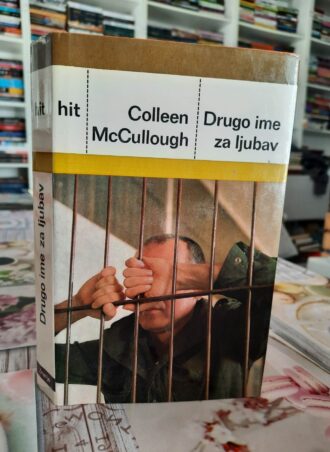 hit
hit
Colleen
McCullough
Drugo ime
za ljubav
Drugo ime za ljubav